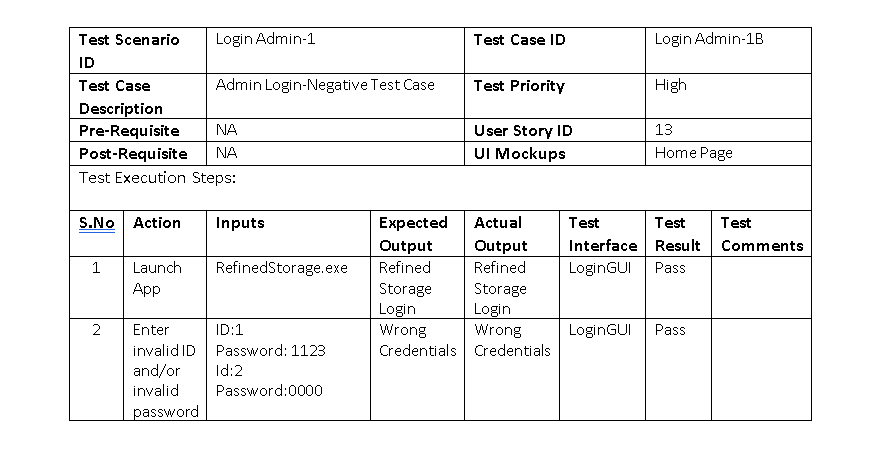 Test Scenario ID Login Admin-1 Test Case ID Login Admin-1B
Test Case Description Admin Login-Negative Test Case Test Priority High
Pre-Requisite NA User Story ID 13
Post-Requisite NA UI Mockups Home Page
Test Execution Steps:
S.No Action Inputs Expected Output Actual Output Test Interface Test Result Test Comments
1 Launch App RefinedStorage.exe Refined Storage Login Refined Storage Login LoginGUI Pass
2 Enter invalid ID and/or invalid password ID:1 Password: 1123 Id:2 Password:0000 Wrong Credentials Wrong Credentials LoginGUI Pass